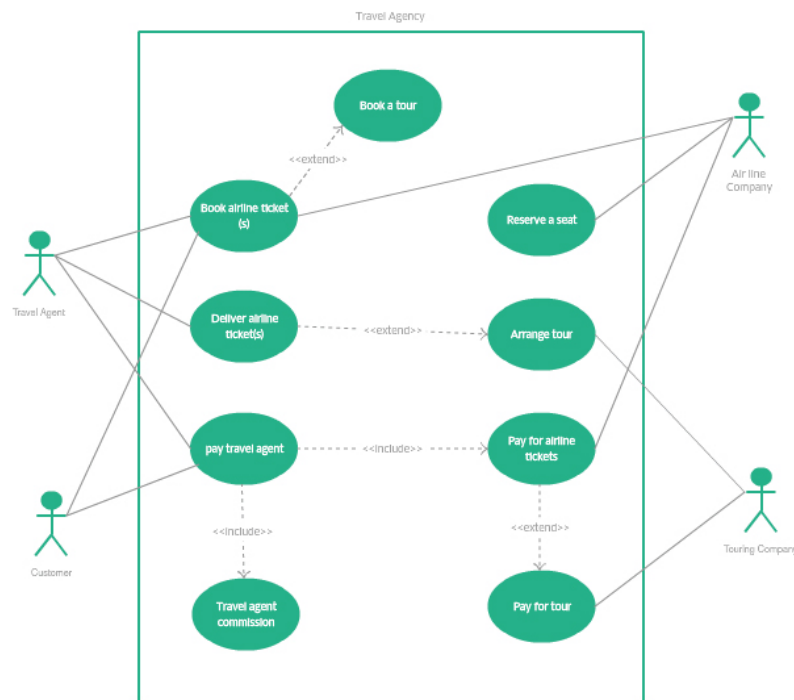 Travel Agency
Book a tour
<<extend>>
Air line
Company
Book airline ticket
(s)
Reserve a seat
Travel Agent
Deliver airline
ticket(s)
<<extend>>
Arrange tour
pay travel agent
<<include>>
Pay for airline
tickets
<<include>>
<<extend>>
Touring Company
Customer
Travel agent
commission
Pay for tour